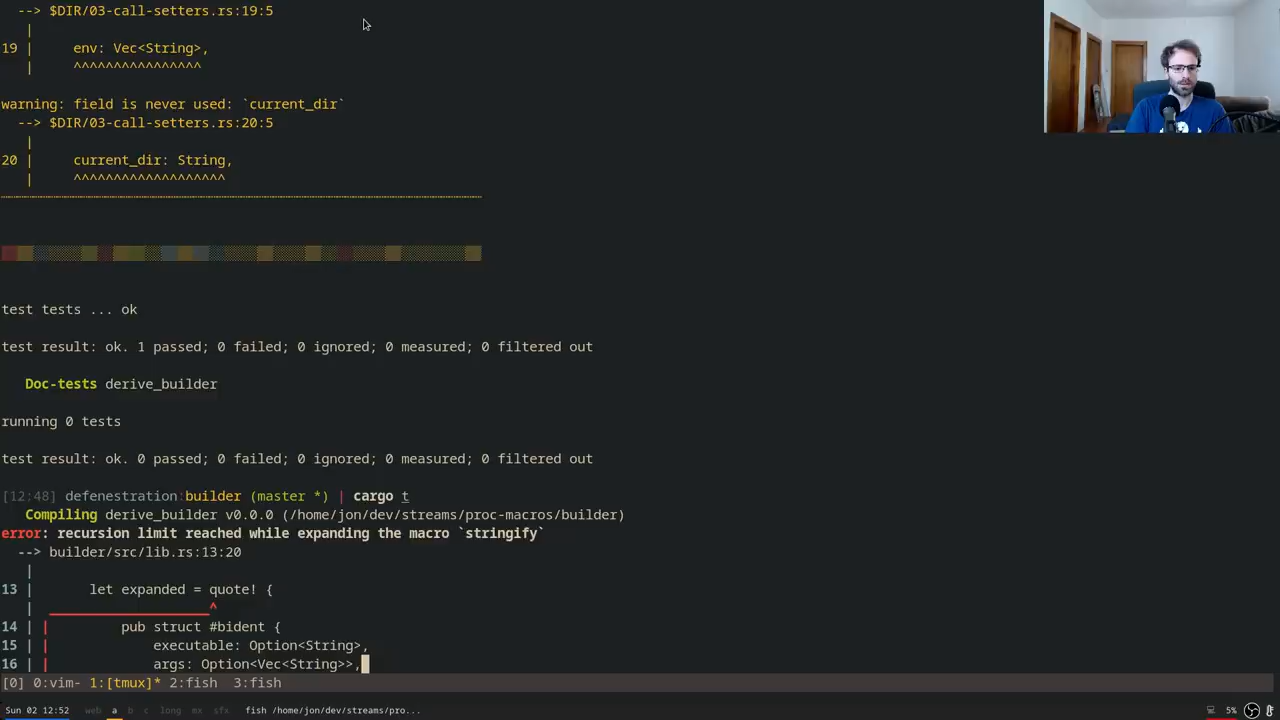 --> $DIR/03-call-setters.rs:19:5
   |
19 |     env: Vec<String>,
   |     ^^^^^^^^^^^^^^^^
warning: field is never used: `current_dir`
  --> $DIR/03-call-setters.rs:20:5
   |
20 |     current_dir: String,
   |     ^^^^^^^^^^^^^^^^^^^
test tests ... ok
test result: ok. 1 passed; 0 failed; 0 ignored; 0 measured; 0 filtered out
   Doc-tests derive_builder
running 0 tests
test result: ok. 0 passed; 0 failed; 0 ignored; 0 measured; 0 filtered out
[12:48] defenestration:builder (master *) | cargo t
   Compiling derive_builder v0.0.0 (/home/jon/dev/streams/proc-macros/builder)
error: recursion limit reached while expanding the macro `stringify`
  --> builder/src/lib.rs:13:20
   |
13 |       let expanded = quote! {
   |  ____________________^
14 | |         pub struct #bident {
15 | |             executable: Option<String>,
16 | |             args: Option<Vec<String>>,
[0] 0:vim- 1:[tmux]* 2:fish  3:fish
Sun 02 12:52 web a b c long mx sfx fish /home/jon/dev/streams/pro... 5%